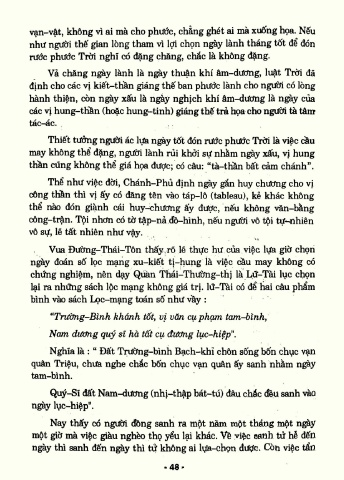 vạn-vật, không vì ai mà cho phước, chẳng ghét ai mà xuống họa. Nếu
như người thế gian lòng tham vì lợi chọn ngày lành tháng tốt để đón
rước phước Trời nghĩ có đặng chăng, chắc là không đặng.
Vả chăng ngày lành là ngày thuận khí âm-dương, luật Trời đã
định cho các vị kiết-thần giáng thế ban phước lành cho người có lòng
hành thiện, còn ngày xấu là ngày nghịch khí âm-dương là ngày của
các vị hung-thần (hoặc hung-tinh) giáng thế trả họa cho người tà tâm
tác-ác.
Thiết tưởng người ác lựa ngày tốt đón rước phước Trời là việc cầu
may không thể đặng, người lành rủi khởi sự nhằm ngày xấu, vị hung
thần cũng không thể giá họa được; có câu: "tà-thần bất cảm chánh".
Thể như việc đời, Chánh-Phủ định ngày gắn huy chương cho vị
công thần thì vị ấy có đăng tên vào táp-lô (tableau), kẻ khác không
thể nào đón giành cái huy-chương ấy được, nếu không văn-bằng
công-trận. Tội nhơn có tờ tập-nả đồ-hình, nếu người vô tội tự-nhiên
vô sự, lẽ tất nhiên như vậy.
Vua Đường-Thái-Tôn thấy rõ lẽ thực hư của việc lựa giờ chọn
ngày đoán số lọc mạng xu-kiết tị-hung là việc cầu may không có
chứng nghiệm, nên dạy Quan Thái-Thường-thị là Lữ-Tài lục chọn
lại ra những sách lộc mạng không giá trị. Lữ-Tài có để hai câu phẩm
bình vào sách Lọc-mạng toán số như vầy :
"Trường-Bình khánh tốt, vị văn cụ phạm tam-bình,
Nam dương quý sĩ hà tất cụ đương lục-hiệp".
Nghĩa là : " Đất Trường-bình Bạch-khỉ chôn sống bốn chục vạn
quân Triệu, chưa nghe chắc bốn chục vạn quân ấy sanh nhằm ngày
tam-bình.
Quý-Sĩ đất Nam-dương (nhị-thập bát-tú) đâu chắc đều sanh vào
ngày lục-hiệp".
Nay thấy có người đồng sanh ra một năm một tháng một ngày
một giờ mà việc giàu nghèo thọ yểu lại khác. Về việc sanh tử hễ đến
ngày thì sanh đến ngày thì tử không ai lựa-chọn được. Còn việc tẩn
- 48 -